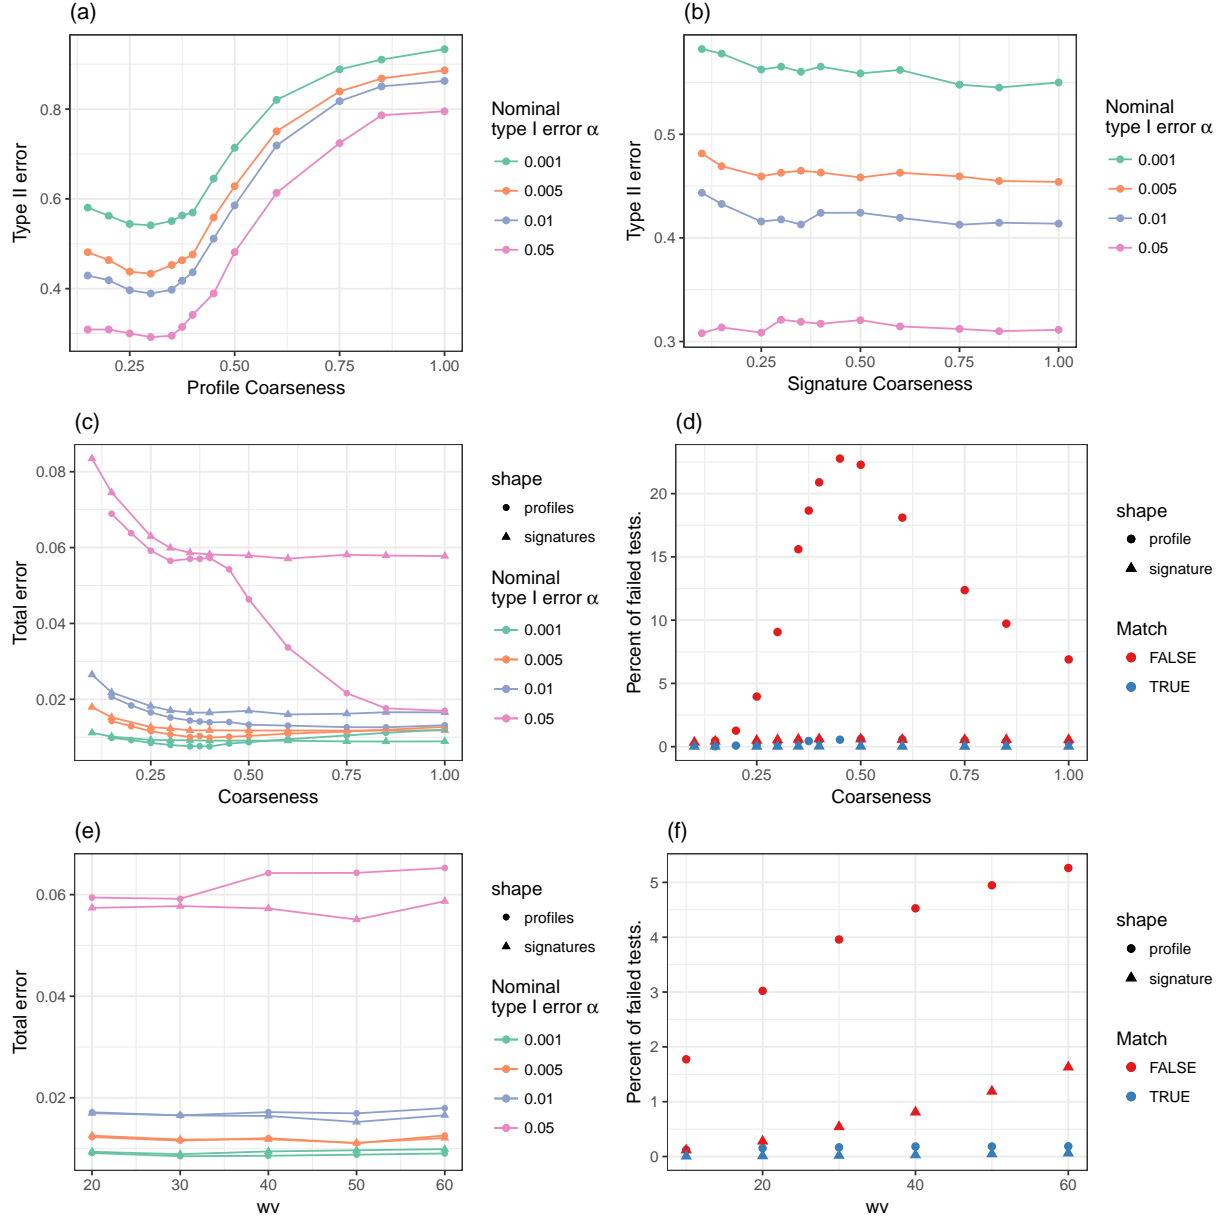 (a)
0.8
0.6
0.4
Type II error
0.25
0.50
0.75
1.00
Profile Coarseness
Nominal
type I error α
0.001
0.005
0.01
0.05
(b)
0.5
0.4
0.3
Type II error
0.25
0.50
0.75
1.00
Signature Coarseness
Nominal
type I error α
0.001
0.005
0.01
0.05
(c)
0.08
0.06
0.04
0.02
Total error
0.25
0.50
0.75
1.00
Coarseness
shape
profiles
signatures
Nominal
type I error α
0.001
0.005
0.01
0.05
(d)
20
15
10
5
0
Percent of failed tests.
0.25
0.50
0.75
1.00
Coarseness
shape
profile
signature
Match
FALSE
TRUE
(e)
0.06
0.04
0.02
Total error
20
30
40
50
60
wv
shape
profiles
signatures
Nominal
type I error α
0.001
0.005
0.01
0.05
(f)
5
4
3
2
1
0
Percent of failed tests.
20
40
60
wv
shape
profile
signature
Match
FALSE
TRUE